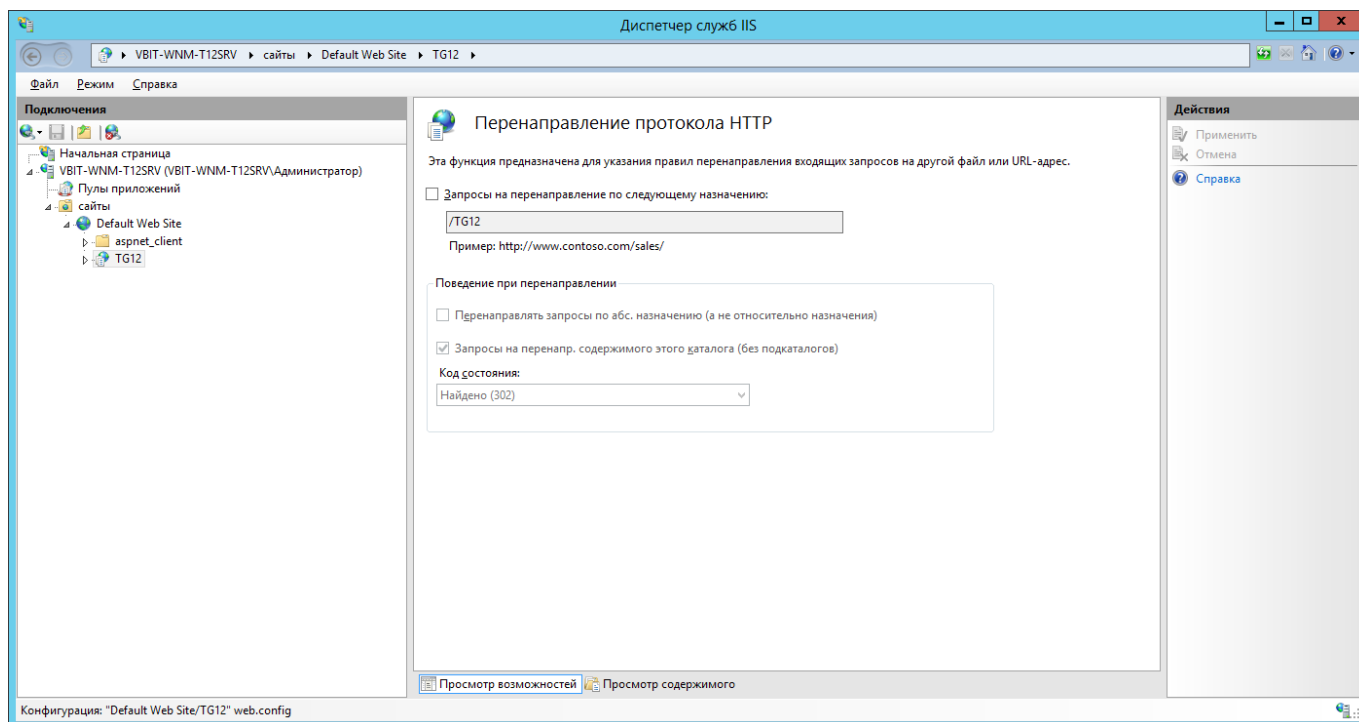 Диспетчер служб IIS
VBIT-WNM-T12SRV сайты Default Web Site TG12
Файл Режим Справка
Подключения
Начальная страница
VBIT-WNM-T12SRV (VBIT-WNM-T12SRV\Администратор)
Пулы приложений
сайты
Default Web Site
aspnet_client
TG12
Перенаправление протокола HTTP
Эта функция предназначена для указания правил перенаправления входящих запросов на другой файл или URL-адрес.
Запросы на перенаправление по следующему назначению:
/TG12
Пример: http://www.contoso.com/sales/
Поведение при перенаправлении
Перенаправлять запросы по абс. назначению (а не относительно назначения)
Запросы на перенапр. содержимого этого каталога (без подкаталогов)
Код состояния:
Найдено (302)
Просмотр возможностей Просмотр содержимого
Действия
Применить
Отмена
Справка
Конфигурация: "Default Web Site/TG12" web.config